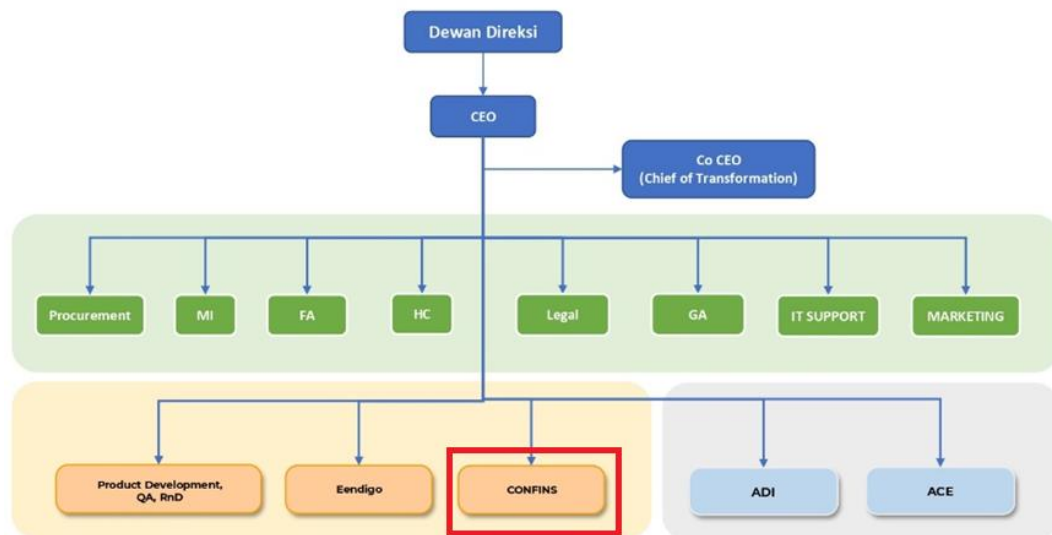 Dewan Direksi
CEO
Co CEO
(Chief of Transformation)
Procurement
MI
FA
HC
Legal
GA
IT SUPPORT
MARKETING
Product Development,
QA, RnD
Eendigo
CONFINS
ADI
ACE